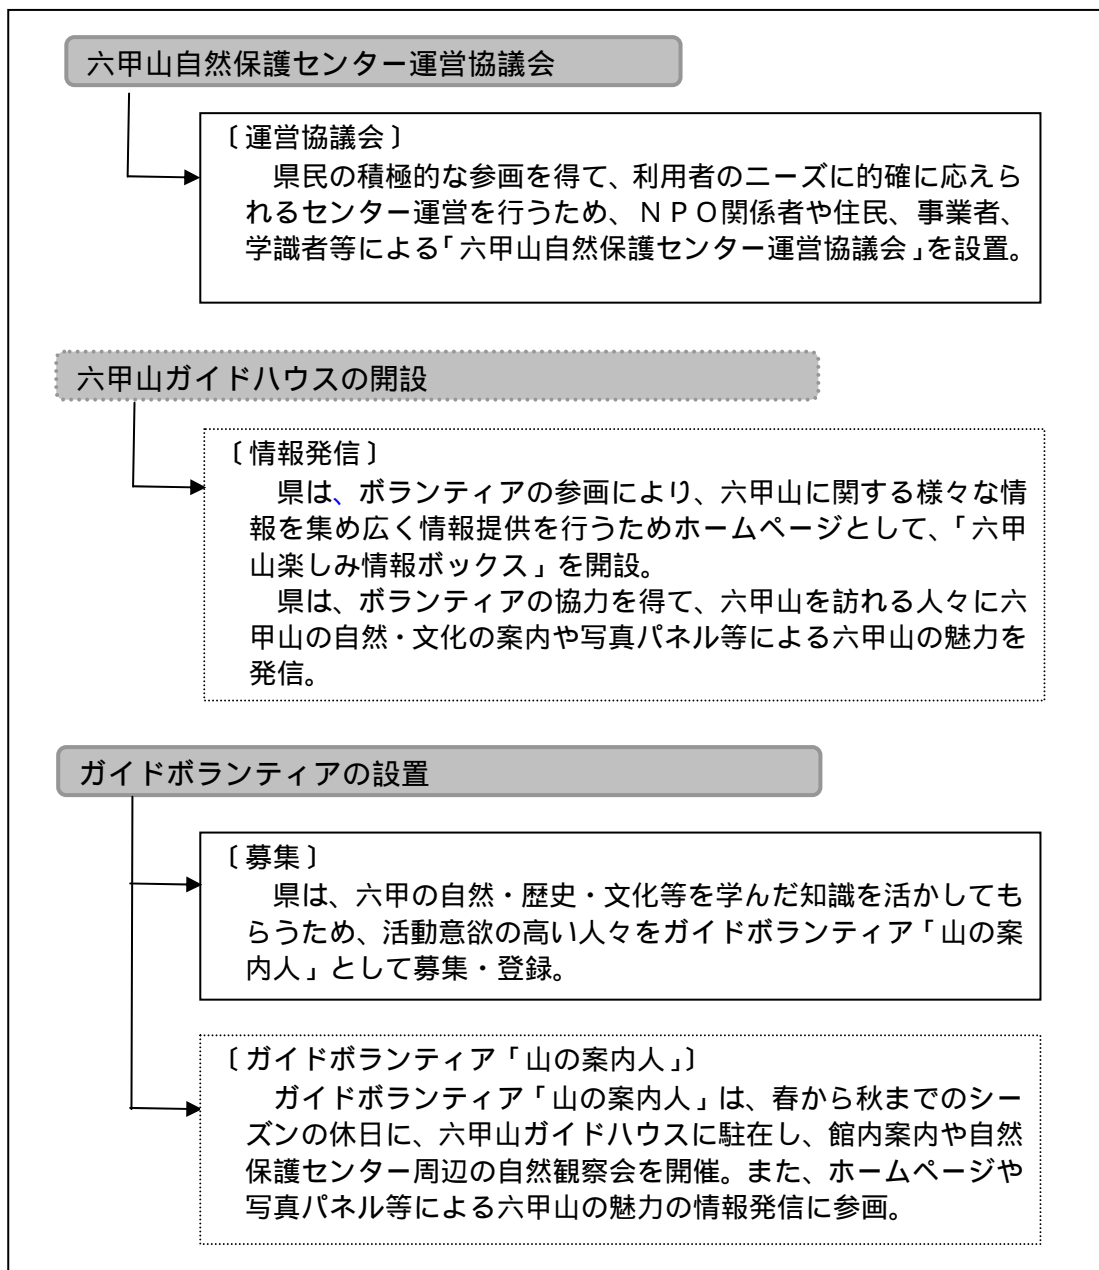 六甲山自然保護センター運営協議会
〔運営協議会〕
県民の積極的な参画を得て、利用者のニーズに的確に応えら
れるセンター運営を行うため、ＮＰＯ関係者や住民、事業者、
学識者等による「六甲山自然保護センター運営協議会」を設置。
六甲山ガイドハウスの開設
〔情報発信〕
県は、ボランティアの参画により、六甲山に関する様々な情
報を集め広く情報提供を行うためホームページとして、「六甲
山楽しみ情報ボックス」を開設。
県は、ボランティアの協力を得て、六甲山を訪れる人々に六
甲山の自然・文化の案内や写真パネル等による六甲山の魅力を
発信。
ガイドボランティアの設置
〔募集〕
県は、六甲の自然・歴史・文化等を学んだ知識を活かしても
らうため、活動意欲の高い人々をガイドボランティア「山の案
内人」として募集・登録。
〔ガイドボランティア「山の案内人」〕
ガイドボランティア「山の案内人」は、春から秋までのシー
ズンの休日に、六甲山ガイドハウスに駐在し、館内案内や自然
保護センター周辺の自然観察会を開催。また、ホームページや
写真パネル等による六甲山の魅力の情報発信に参画。